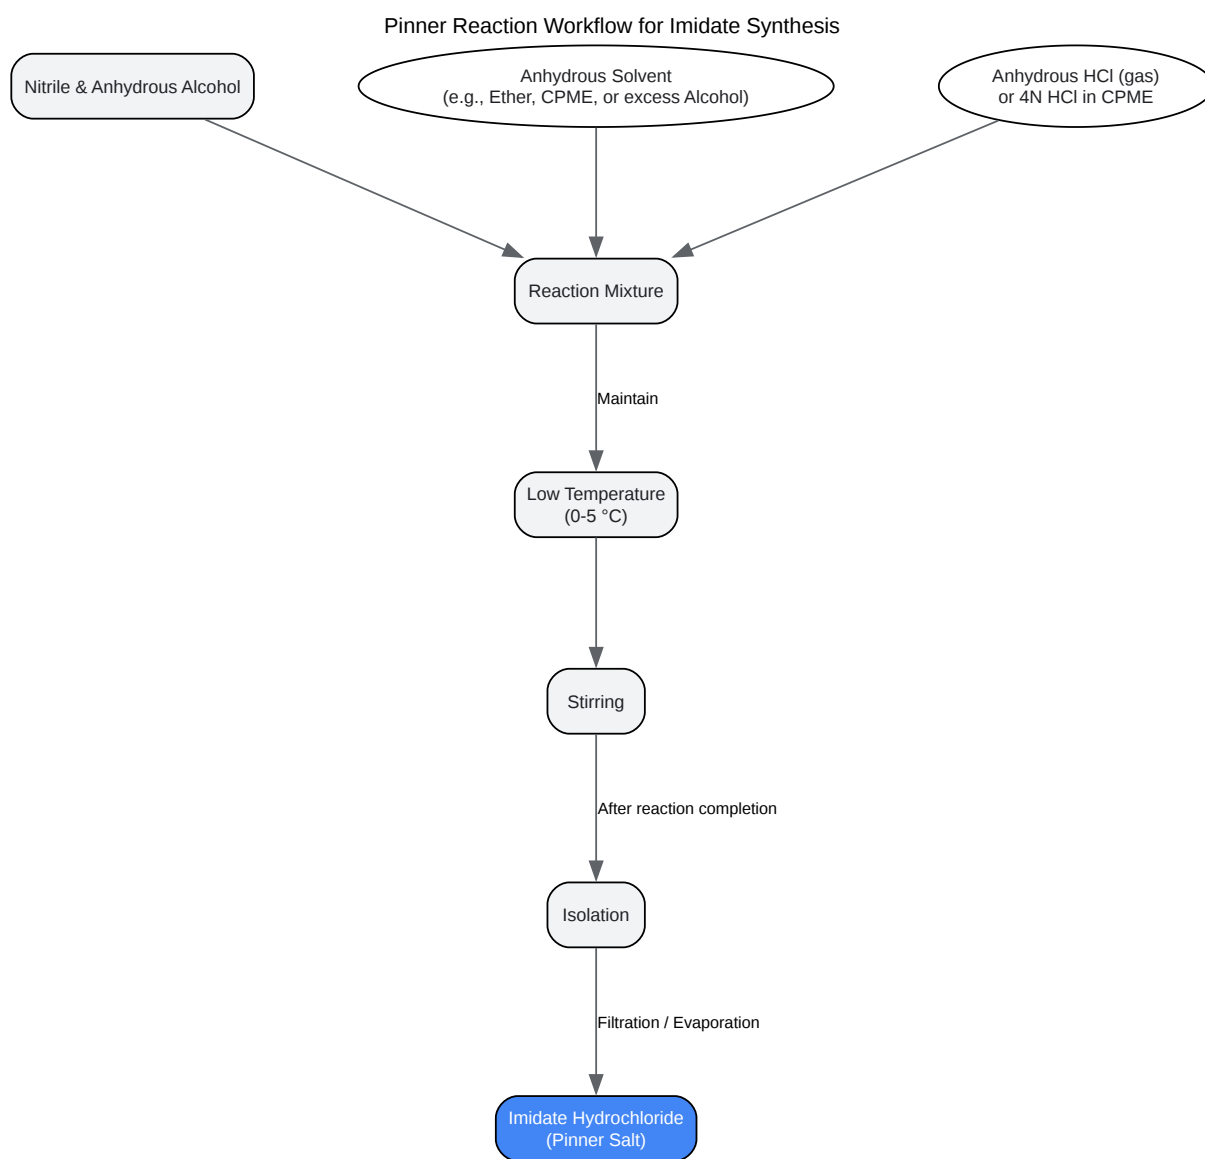 Pinner Reaction Workflow for Imidate Synthesis
Nitrile & Anhydrous Alcohol
Anhydrous Solvent
(e.g., Ether, CPME, or excess Alcohol)
Anhydrous HCl (gas)
or 4N HCl in CPME
Reaction Mixture
Maintain
Low Temperature
(0-5 °C)
Stirring
After reaction completion
Isolation
Filtration / Evaporation
Imidate Hydrochloride
(Pinner Salt)